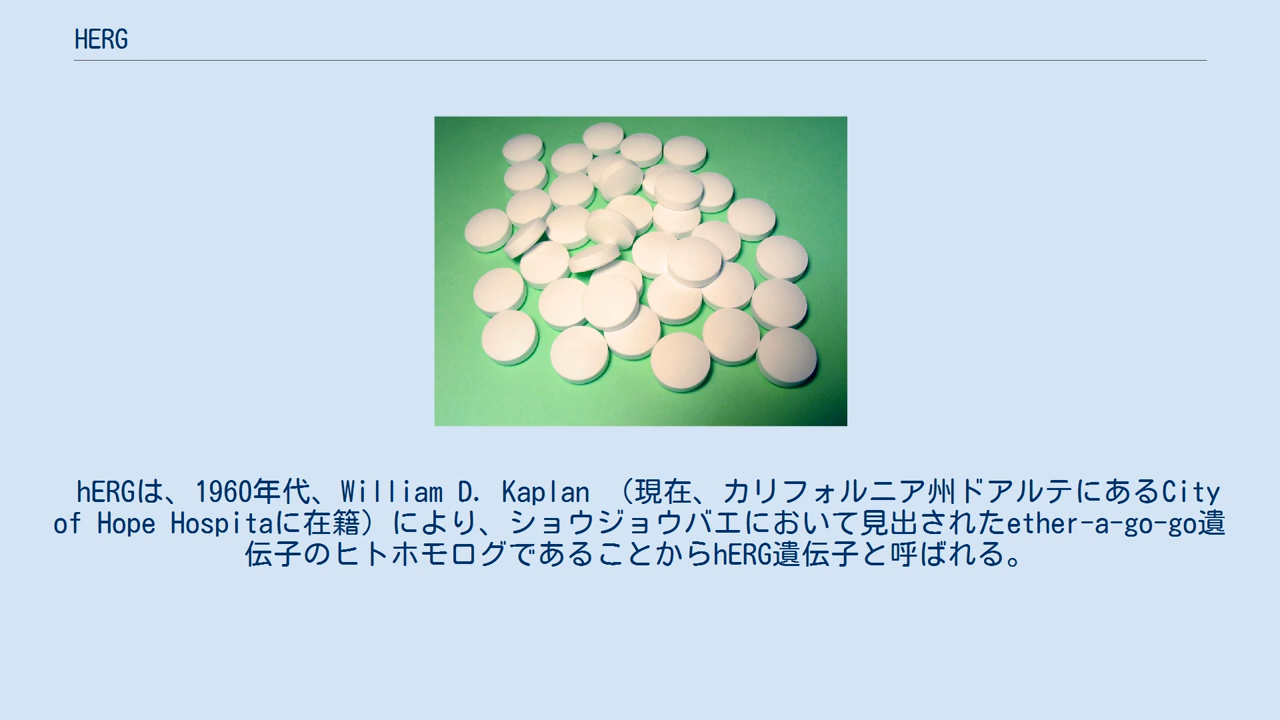 HERG
hERGは、1960年代、William D. Kaplan （現在、カリフォルニア州ドアルテにあるCity
of Hope Hospitaに在籍）により、ショウジョウバエにおいて見出されたether-a-go-go遺
伝子のヒトホモログであることからhERG遺伝子と呼ばれる。